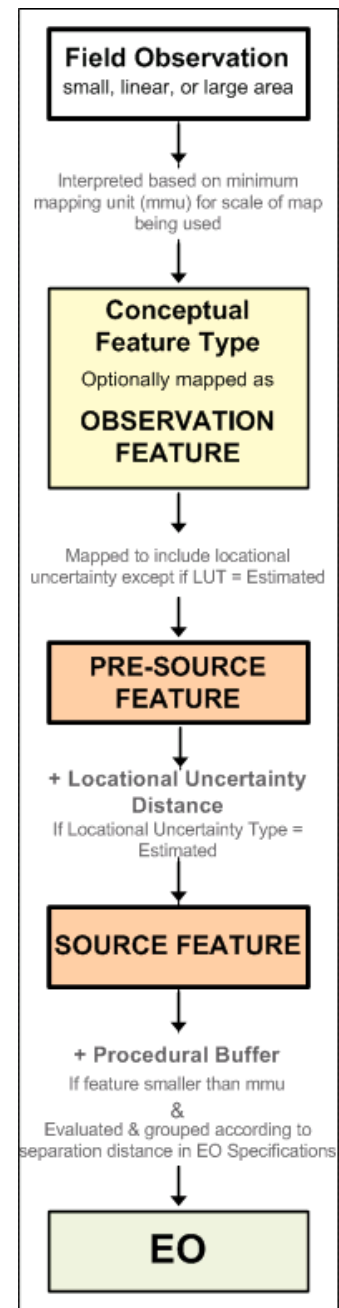 Field Observation
small, linear, or large area
Interpreted based on minimum
mapping unit (mmu) for scale of map
being used
Conceptual
Feature Type
Optionally mapped as
OBSERVATION
FEATURE
Mapped to include locational
uncertainty except if LUT = Estimated
PRE-SOURCE
FEATURE
+ Locational Uncertainty
Distance
If Locational Uncertainty Type =
Estimated
SOURCE FEATURE
+ Procedural Buffer
If feature smaller than mmu
&
Evaluated & grouped according to
separation distance in EO Specifications
EO